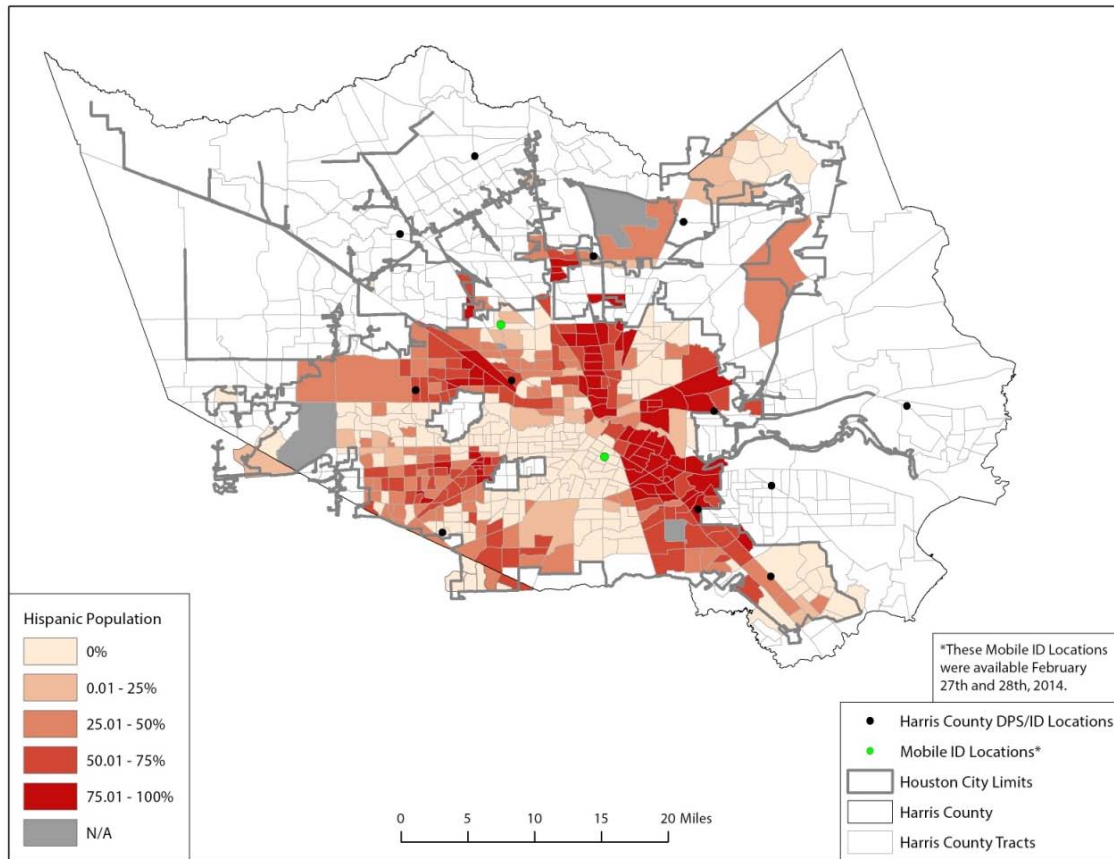 Hispanic Population
0%
0.01 - 25%
25.01 - 50%
50.01 - 75%
75.01 - 100%
N/A
0 5 10 15 20 Miles
*These Mobile ID Locations
were available February
27th and 28th, 2014.
Harris County DPS/ID Locations
Mobile ID Locations*
Houston City Limits
Harris County
Harris County Tracts